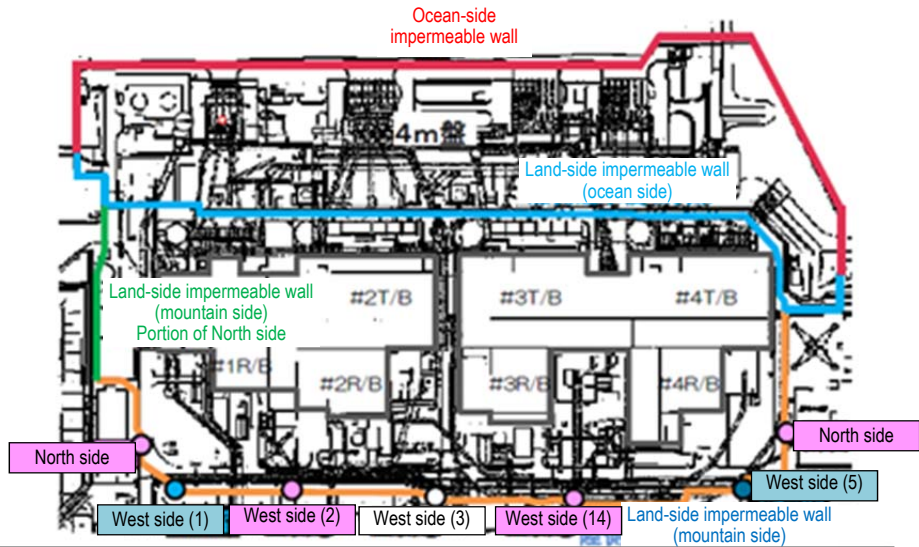 Ocean-side
impermeable wall
4m盤
Land-side impermeable wall
(ocean side)
Land-side impermeable wall
(mountain side)
Portion of North side
#2T/B
#3T/B
#4T/B
#1R/B
#2R/B
#3R/B
#4R/B
North side
North side
West side (1)
West side (2)
West side (3)
West side (14)
West side (5)
Land-side impermeable wall
(mountain side)